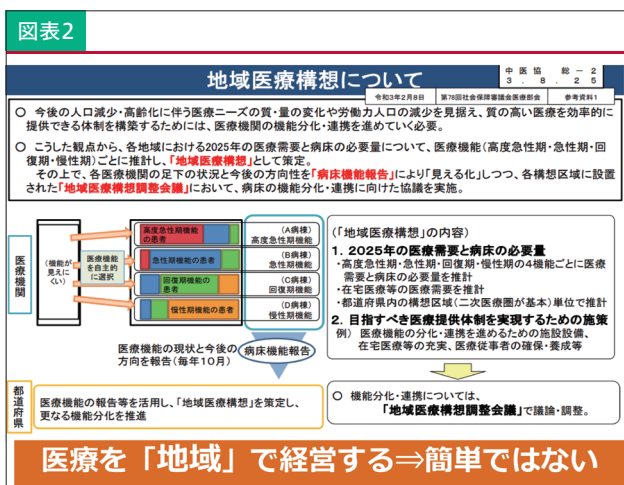 図表2
地域医療構想について
中医協 総－2
3．8．25
令和3年2月8日 第78回社会保障審議会医療部会 参考資料1
○ 今後の人口減少・高齢化に伴う医療ニーズの質・量の変化や労働力人口の減少を見据え、質の高い医療を効率的に
提供できる体制を構築するためには、医療機関の機能分化・連携を進めていく必要。
○ こうした観点から、各地域における2025年の医療需要と病床の必要量について、医療機能（高度急性期・急性期・回
復期・慢性期）ごとに推計し、「地域医療構想」として策定。
その上で、各医療機関の足下の状況と今後の方向性を「病床機能報告」により「見える化」しつつ、各構想区域に設置
された「地域医療構想調整会議」において、病床の機能分化・連携に向けた協議を実施。
医療機関
（機能が
見えに
くい）
医療機能
を自主的
に選択
高度急性期機能
の患者
（A病棟）
高度急性期機能
急性期機能の患者
（B病棟）
急性期機能
回復期機能の
患者
（C病棟）
回復期機能
慢性期機能の患者
（D病棟）
慢性期機能
医療機能の現状と今後の
方向を報告（毎年10月）
病床機能報告
（「地域医療構想」の内容）
1．2025年の医療需要と病床の必要量
・高度急性期・急性期・回復期・慢性期の4機能ごとに医療
需要と病床の必要量を推計
・在宅医療等の医療需要を推計
・都道府県内の構想区域（二次医療圏が基本）単位で推計
2．目指すべき医療提供体制を実現するための施策
例） 医療機能の分化・連携を進めるための施設設備、
在宅医療等の充実、医療従事者の確保・養成等
都道府県
医療機能の報告等を活用し、「地域医療構想」を策定し、
更なる機能分化を推進
○ 機能分化・連携については、
「地域医療構想調整会議」で議論・調整。
医療を「地域」で経営する⇒簡単ではない